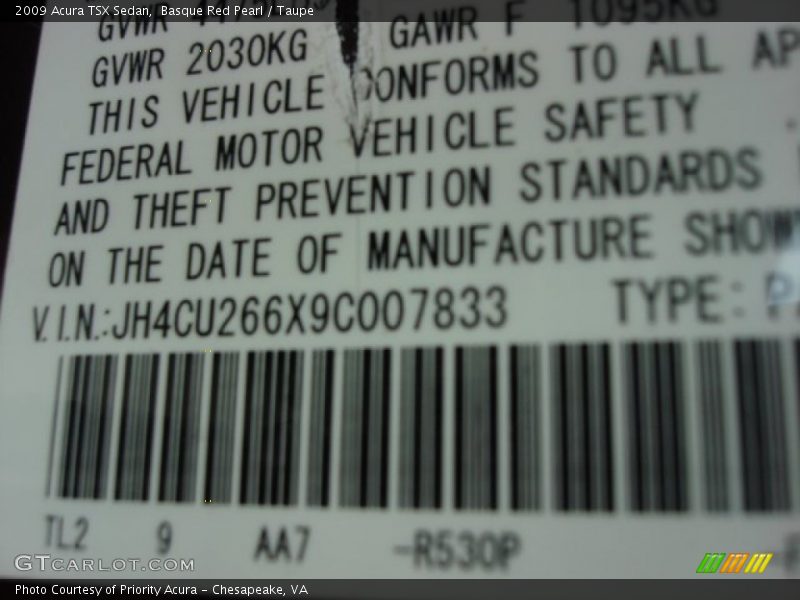 2009 Acura TSX Sedan, Basque Red Pearl / Taupe
GVWR GAWR F 1095KG
GVWR 2030KG
THIS VEHICLE CONFORMS TO ALL AP
FEDERAL MOTOR VEHICLE SAFETY
AND THEFT PREVENTION STANDARDS
ON THE DATE OF MANUFACTURE SHOW
V.I.N.:JH4CU266X9C007833 TYPE: P
TL2 9 AA7 -R530P
GTCARLOT.COM
Photo Courtesy of Priority Acura – Chesapeake, VA